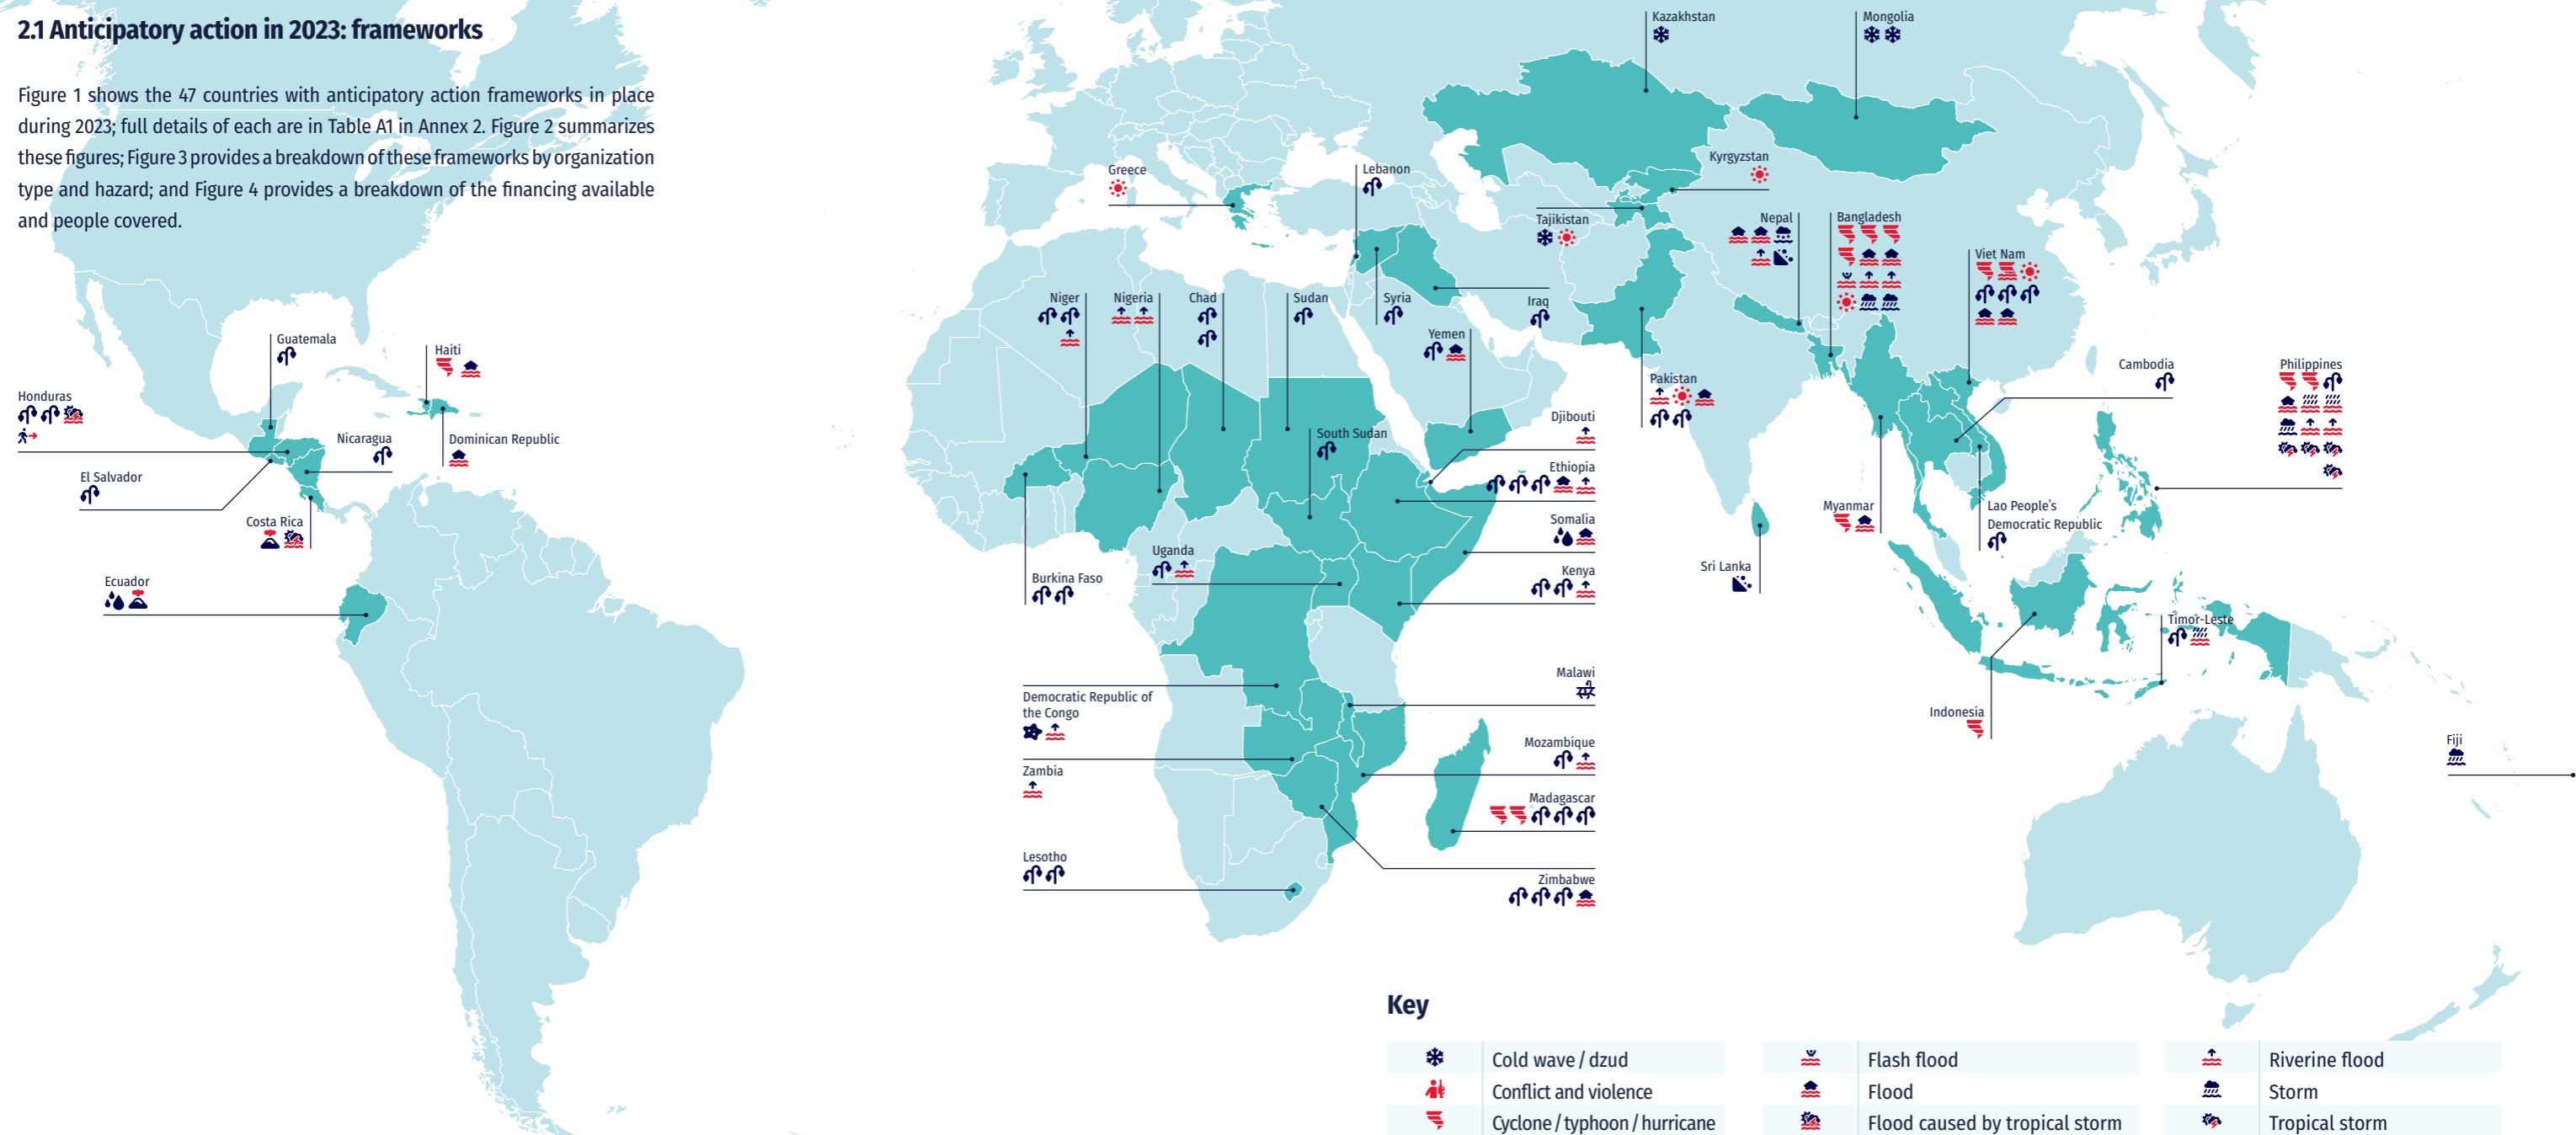 2.1 Anticipatory action in 2023: frameworks
Figure 1 shows the 47 countries with anticipatory action frameworks in place
during 2023; full details of each are in Table A1 in Annex 2. Figure 2 summarizes
these figures; Figure 3 provides a breakdown of these frameworks by organization
type and hazard; and Figure 4 provides a breakdown of the financing available
and people covered.
Kazakhstan
Mongolia
Greece
Lebanon
Kyrgyzstan
Tajikistan
Nepal
Bangladesh
Viet Nam
Niger
Nigeria
Chad
Sudan
Syria
Iraq
Yemen
Guatemala
Haiti
Honduras
Nicaragua
Dominican Republic
El Salvador
Costa Rica
Ecuador
Pakistan
Cambodia
Philippines
Djibouti
South Sudan
Ethiopia
Somalia
Uganda
Kenya
Burkina Faso
Myanmar
Lao People's
Democratic Republic
Sri Lanka
Timor-Leste
Malawi
Democratic Republic of
the Congo
Indonesia
Mozambique
Fiji
Zambia
Madagascar
Lesotho
Zimbabwe
Key
Cold wave / dzud
Flash flood
Riverine flood
Conflict and violence
Flood
Storm
Cyclone / typhoon / hurricane
Flood caused by tropical storm
Tropical storm